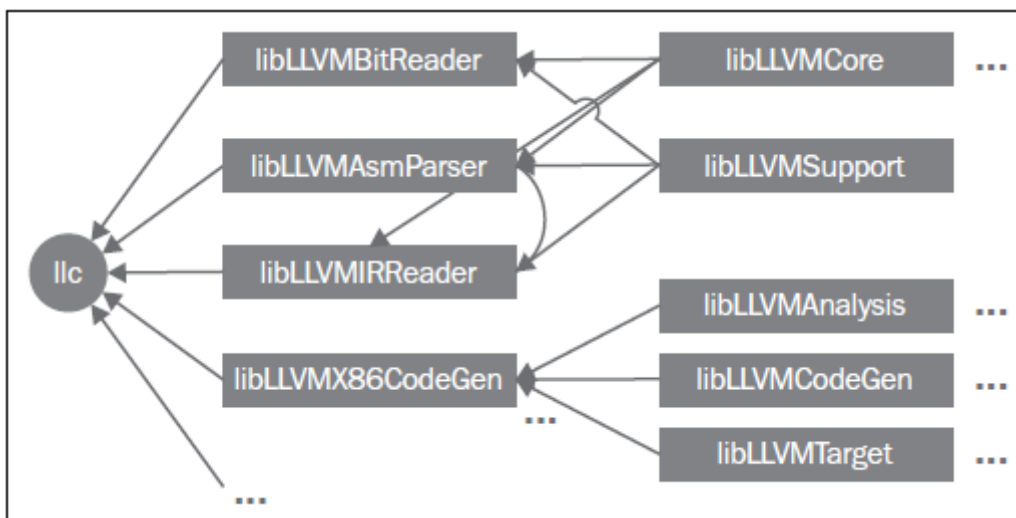 libLLVMBitReader
libLLVMCore
...
libLLVMAsmParser
libLLVMSupport
llc
libLLVMIRReader
libLLVMAnalysis
...
libLLVMX86CodeGen
libLLVMCodeGen
...
...
libLLVMTarget
...
...